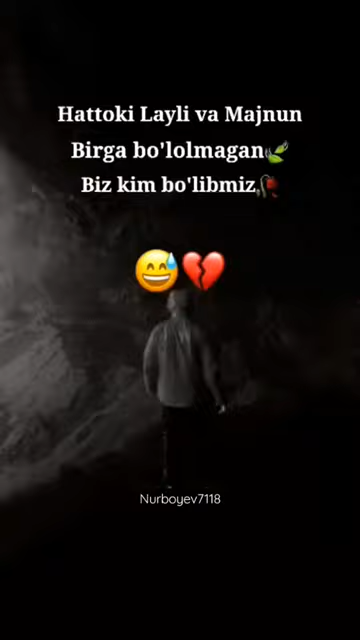 Hattoki Layli va Majnun
Birga bo'lolmagan🌿
Biz kim bo'libmiz🥀
😅💔
Nurboyev7118